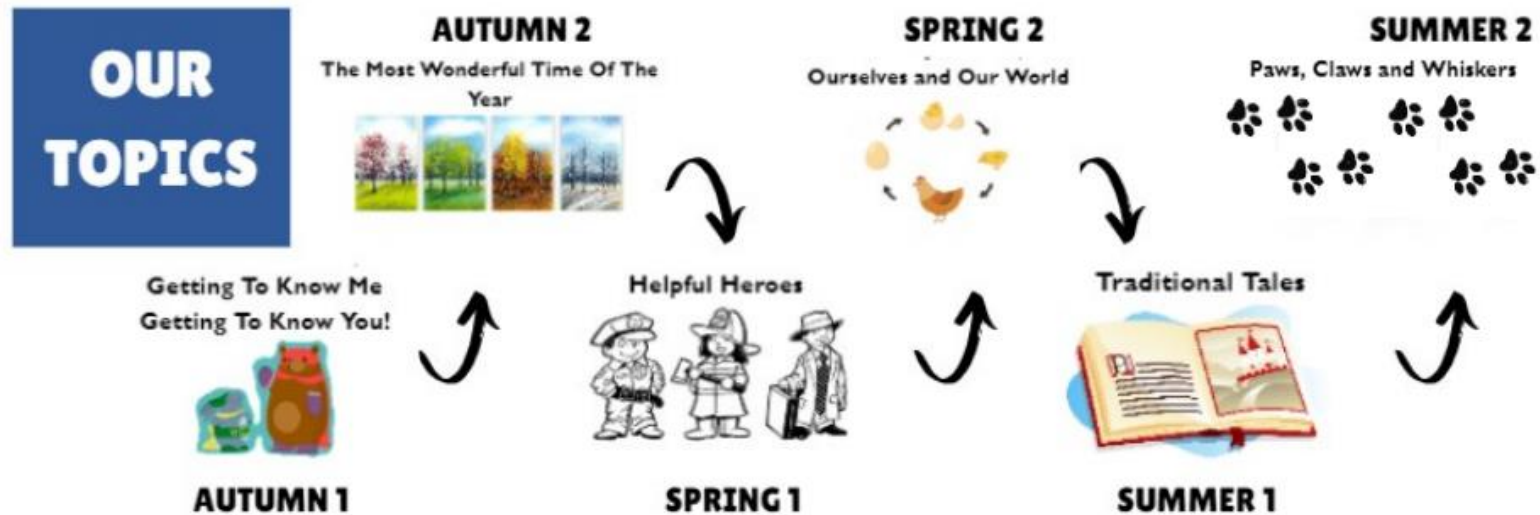 OUR
TOPICS
AUTUMN 2
The Most Wonderful Time Of The
Year
SPRING 2
Ourselves and Our World
SUMMER 2
Paws, Claws and Whiskers
Getting To Know Me
Getting To Know You!
AUTUMN 1
Helpful Heroes
SPRING 1
Traditional Tales
SUMMER 1